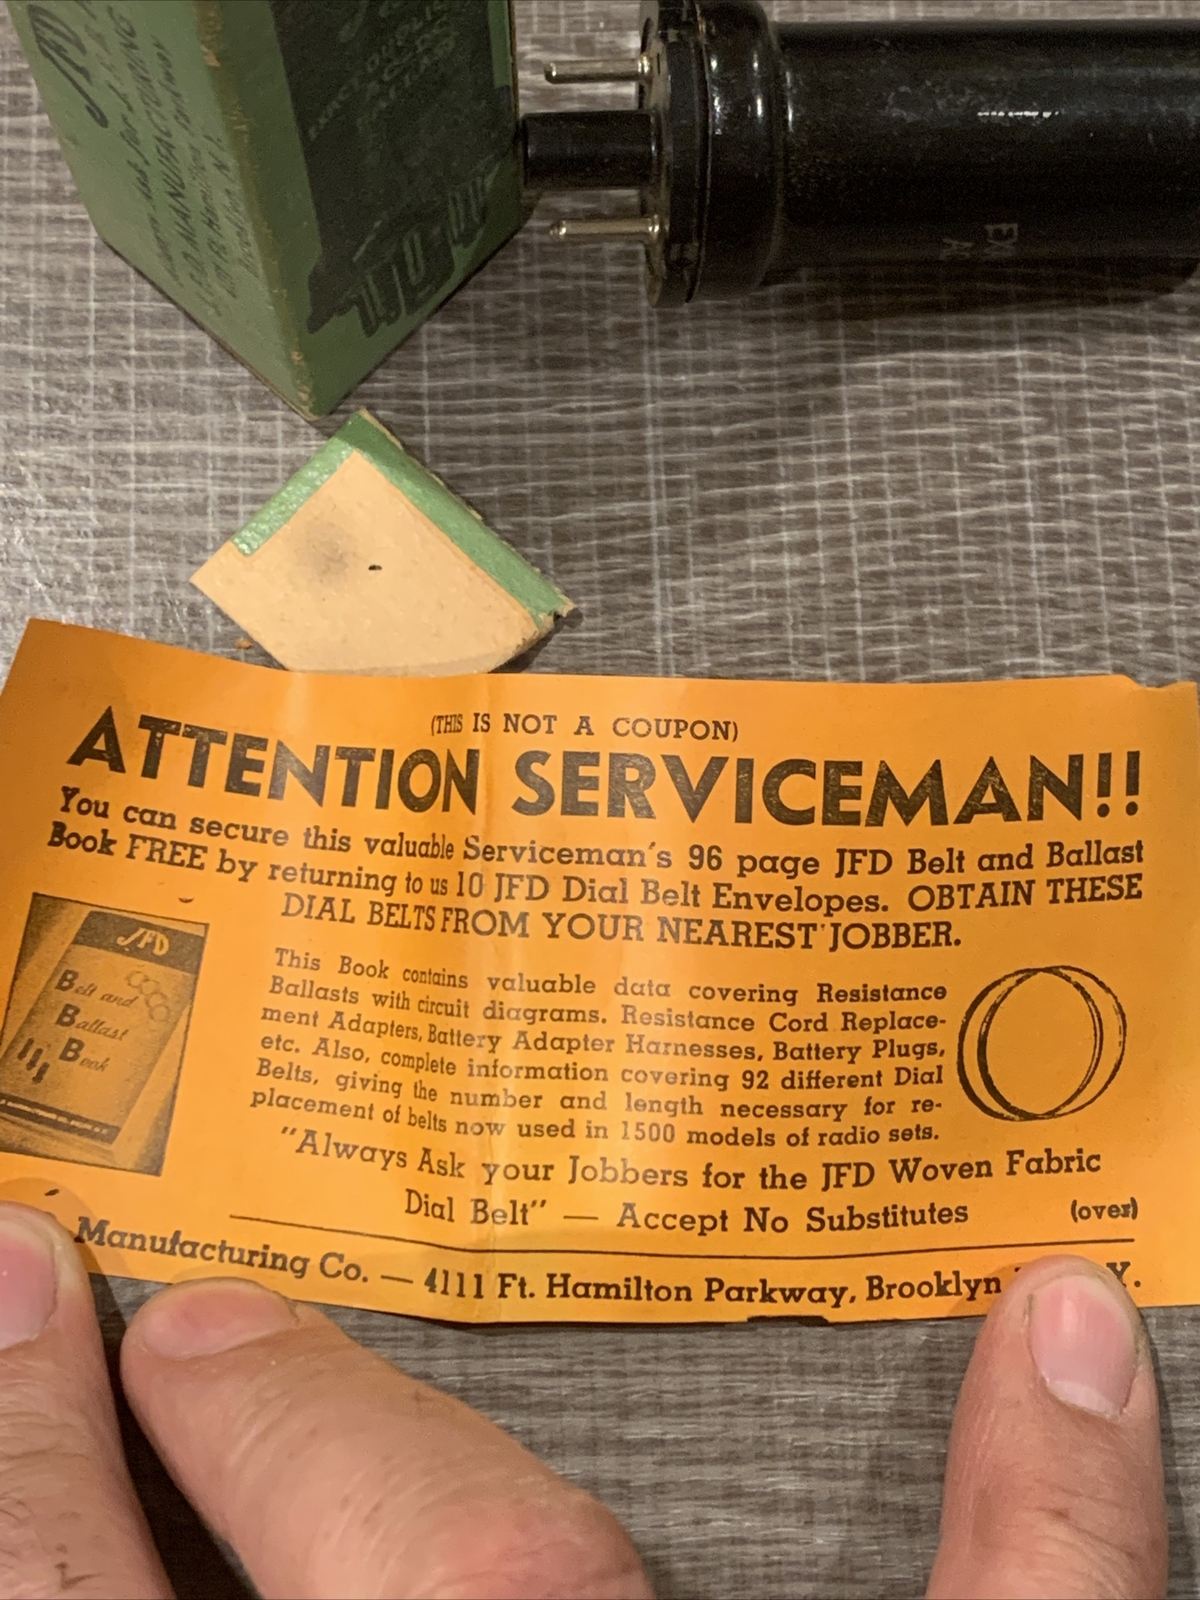 JFD
MANUFACTURING
(THIS IS NOT A COUPON)
ATTENTION SERVICEMAN!!
You can secure this valuable Serviceman's 96 page JFD Belt and Ballast
Book FREE by returning to us 10 JFD Dial Belt Envelopes. OBTAIN THESE
DIAL BELTS FROM YOUR NEAREST JOBBER.
JFD
Belt and
Ballast
Book
This Book contains valuable data covering Resistance
Ballasts with circuit diagrams. Resistance Cord Replace-
ment Adapters, Battery Adapter Harnesses, Battery Plugs,
etc. Also, complete information covering 92 different Dial
Belts, giving the number and length necessary for re-
placement of belts now used in 1500 models of radio sets.
"Always Ask your Jobbers for the JFD Woven Fabric
Dial Belt" — Accept No Substitutes (over)
Manufacturing Co. — 4111 Ft. Hamilton Parkway, Brooklyn Y.